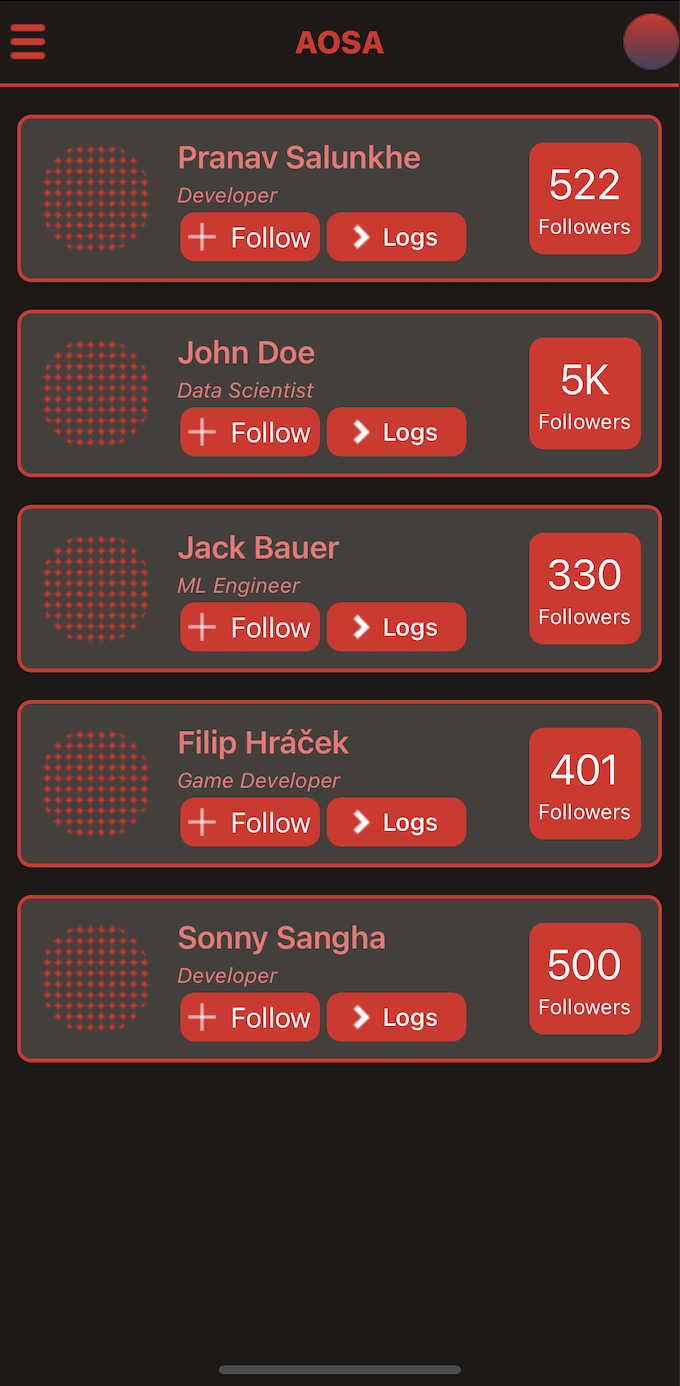 AOSA
Pranav Salunkhe
Developer
Follow
Logs
522
Followers
John Doe
Data Scientist
Follow
Logs
5K
Followers
Jack Bauer
ML Engineer
Follow
Logs
330
Followers
Filip Hráček
Game Developer
Follow
Logs
401
Followers
Sonny Sangha
Developer
Follow
Logs
500
Followers